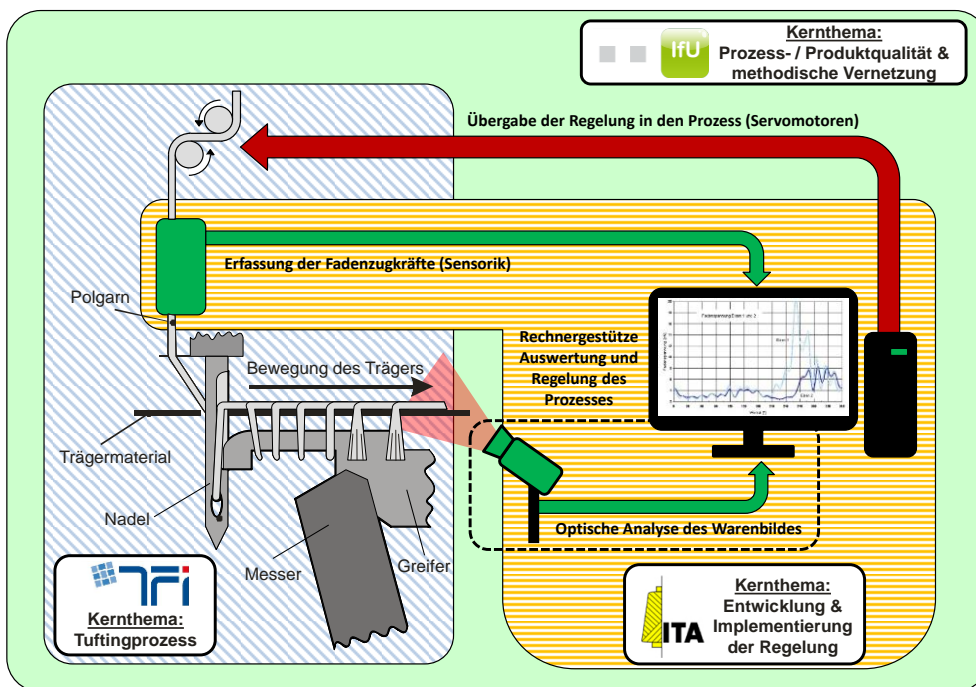 Kernthema:
Prozess- / Produktqualität &
methodische Vernetzung
IfU
Übergabe der Regelung in den Prozess (Servomotoren)
Erfassung der Fadenzugkräfte (Sensorik)
Polgarn
Rechnergestütze
Auswertung und
Regelung des
Prozesses
Bewegung des Trägers
Trägermaterial
Nadel
Messer
Greifer
Optische Analyse des Warenbildes
TFi
Kernthema:
Tuftingprozess
ITA
Kernthema:
Entwicklung &
Implementierung
der Regelung